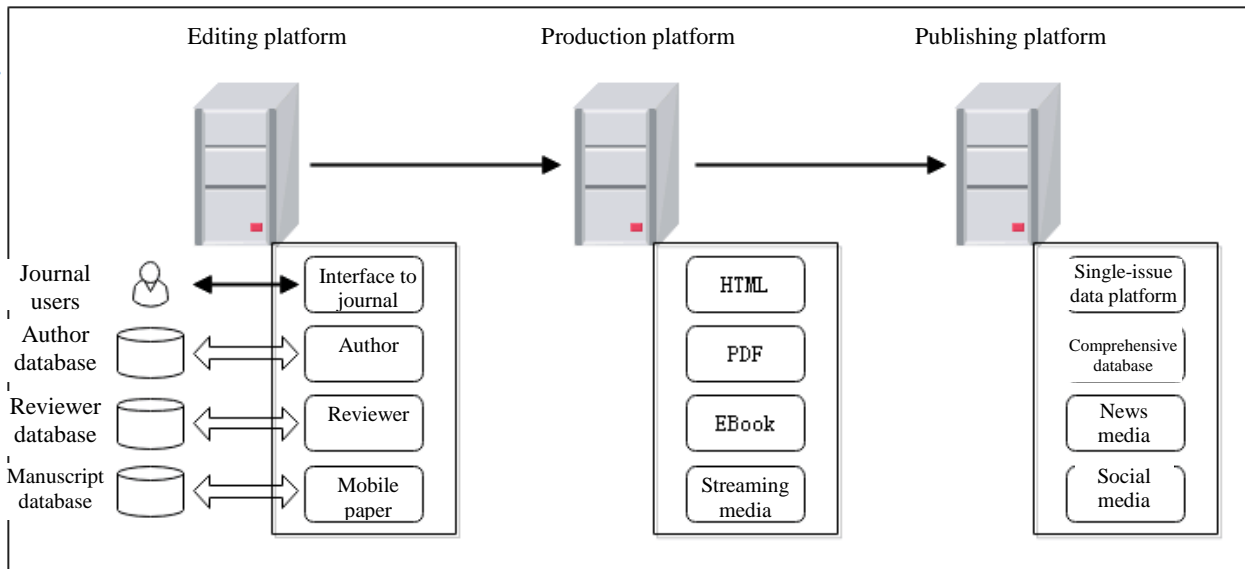 Editing platform
Production platform
Publishing platform
Journal
users
Interface to
journal
HTML
Single-issue
data platform
Author
database
Author
PDF
Comprehensive
database
Reviewer
database
Reviewer
EBook
News
media
Manuscript
database
Mobile
paper
Streaming
media
Social
media